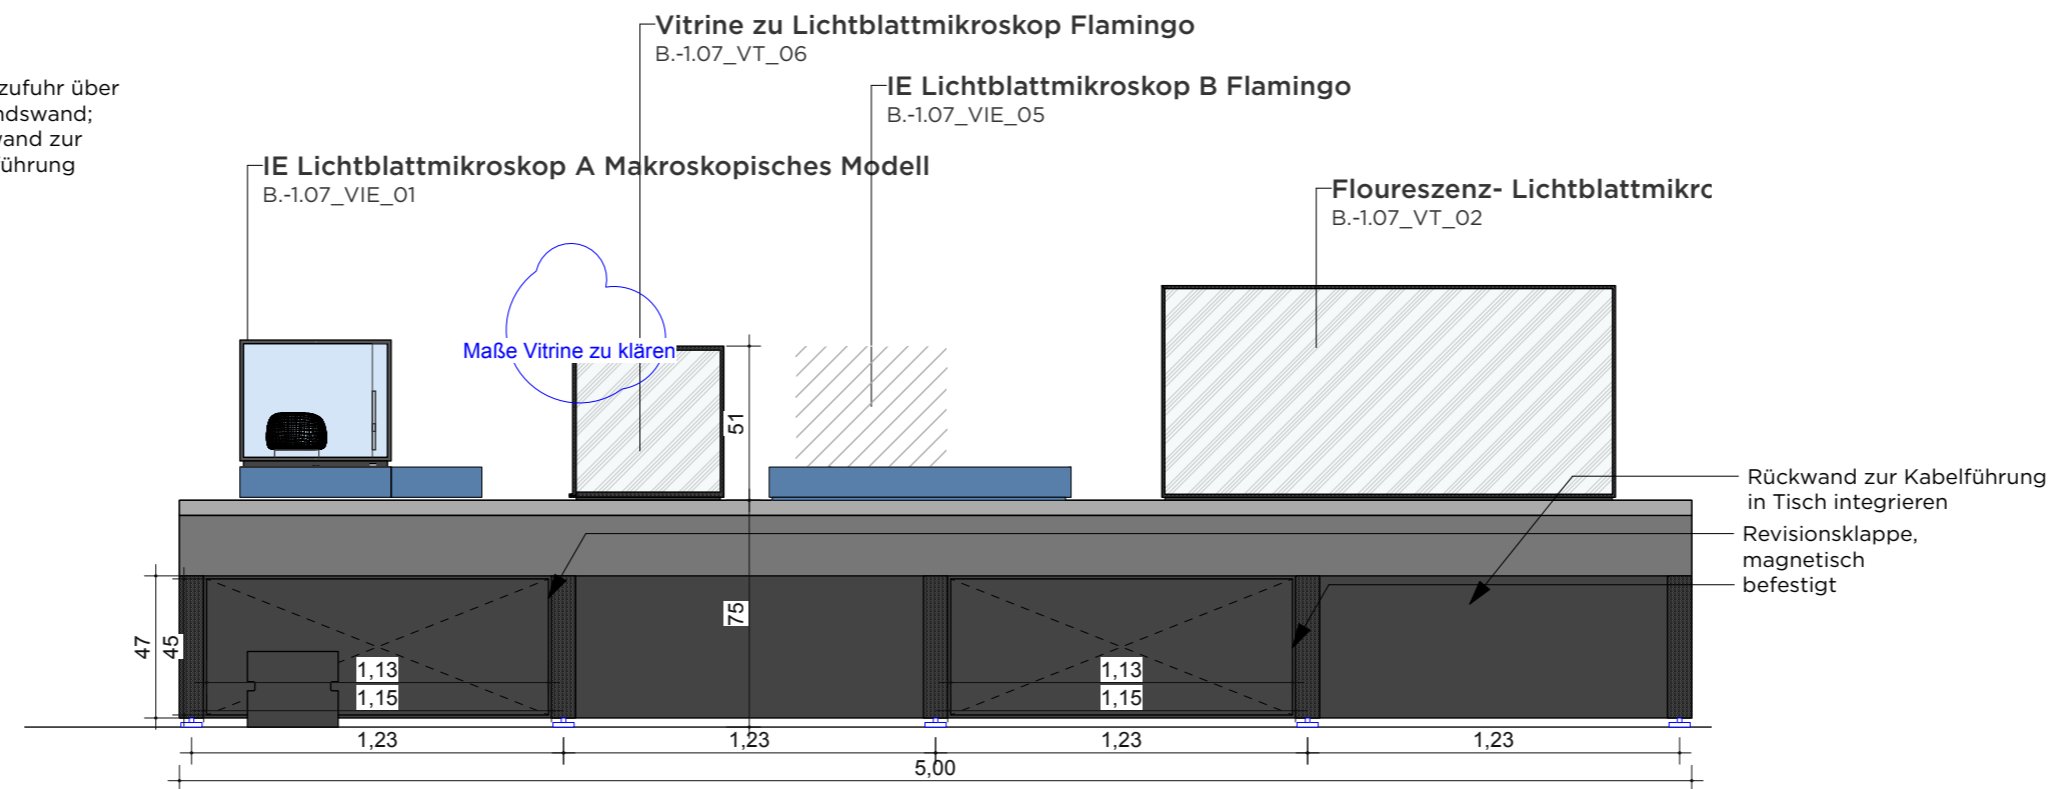 Vitrine zu Lichtblattmikroskop Flamingo
B.-1.07_VT_06
zufuhr über
ndswand;
vand zur
ührung
IE Lichtblattmikroskop B Flamingo
B.-1.07_VIE_05
IE Lichtblattmikroskop A Makroskopisches Modell
B.-1.07_VIE_01
Floureszenz- Lichtblattmikrc
B.-1.07_VT_02
Maße Vitrine zu klären
51
Rückwand zur Kabelführung
in Tisch integrieren
Revisionsklappe,
magnetisch
befestigt
47
45
75
1,13
1,15
1,13
1,15
1,23
1,23
1,23
1,23
5,00